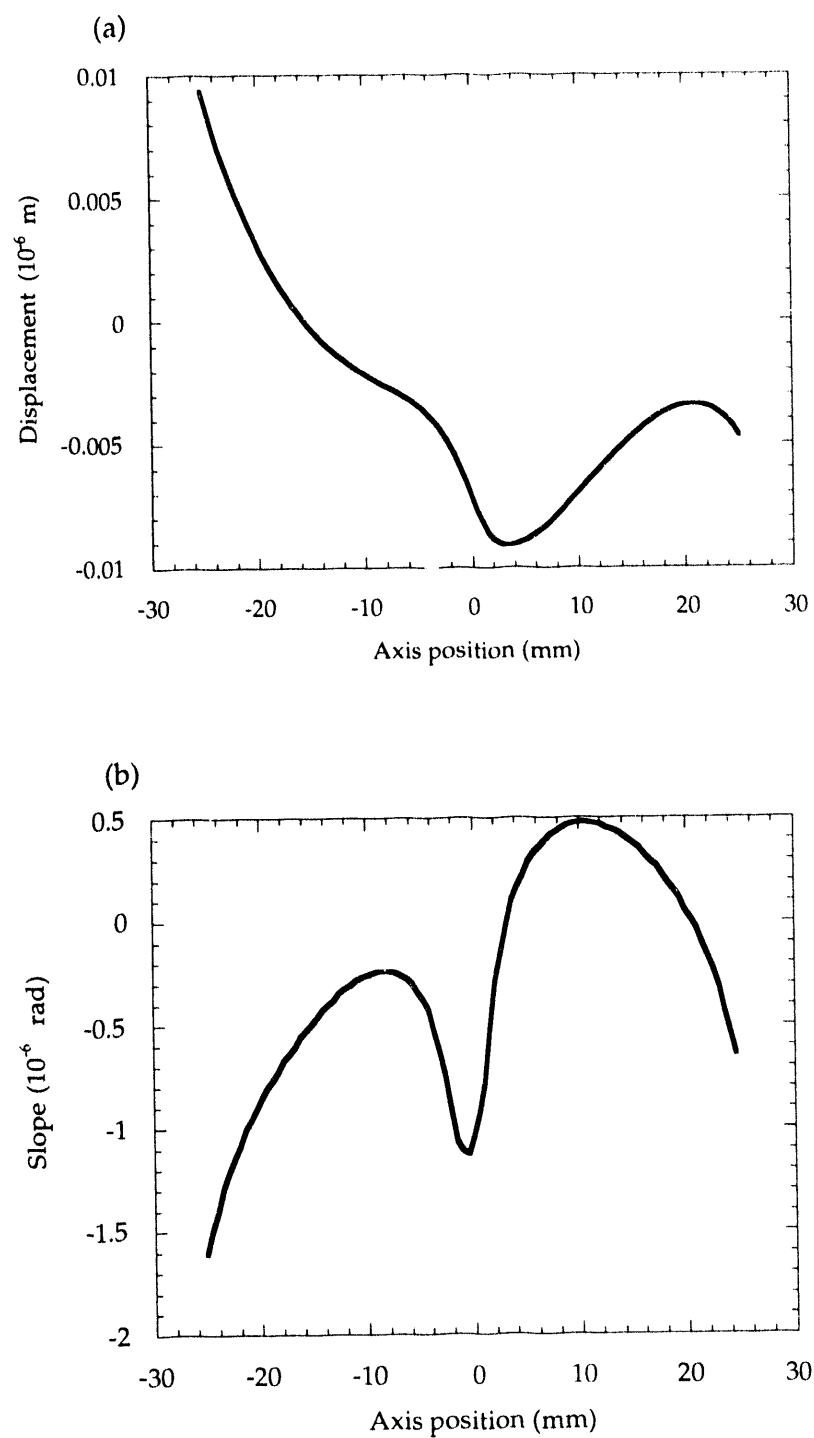 (a)
0.01
0.005
0
-0.005
-0.01
Displacement (10⁻⁶ m)
-30 -20 -10 0 10 20 30
Axis position (mm)
(b)
0.5
0
-0.5
-1
-1.5
-2
Slope (10⁻⁶ rad)
-30 -20 -10 0 10 20 30
Axis position (mm)